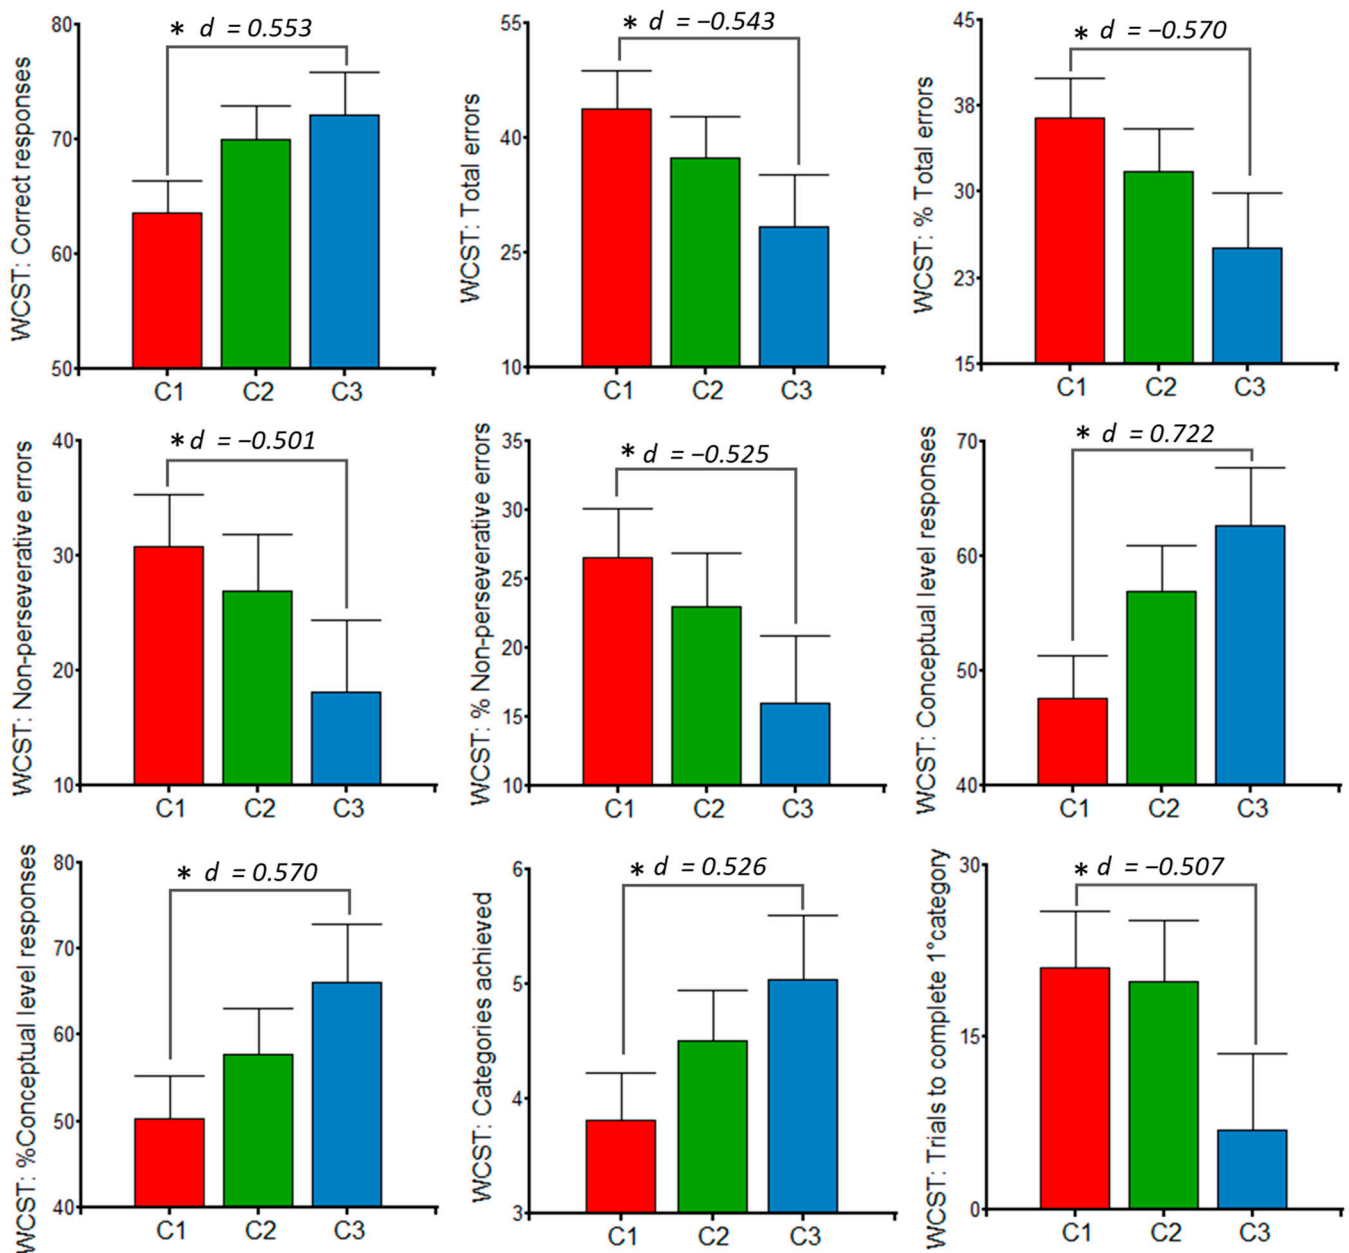 WCST: Correct responses
* d = 0.553
80
70
60
50
C1 C2 C3
WCST: Total errors
* d = −0.543
55
40
25
10
C1 C2 C3
WCST: % Total errors
* d = −0.570
45
38
30
23
15
C1 C2 C3
WCST: Non-perseverative errors
* d = −0.501
40
30
20
10
C1 C2 C3
WCST: % Non-perseverative errors
* d = −0.525
35
30
25
20
15
10
C1 C2 C3
WCST: Conceptual level responses
* d = 0.722
70
60
50
40
C1 C2 C3
WCST: %Conceptual level responses
* d = 0.570
80
70
60
50
40
C1 C2 C3
WCST: Categories achieved
* d = 0.526
6
5
4
3
C1 C2 C3
WCST: Trials to complete 1°category
* d = −0.507
30
15
0
C1 C2 C3